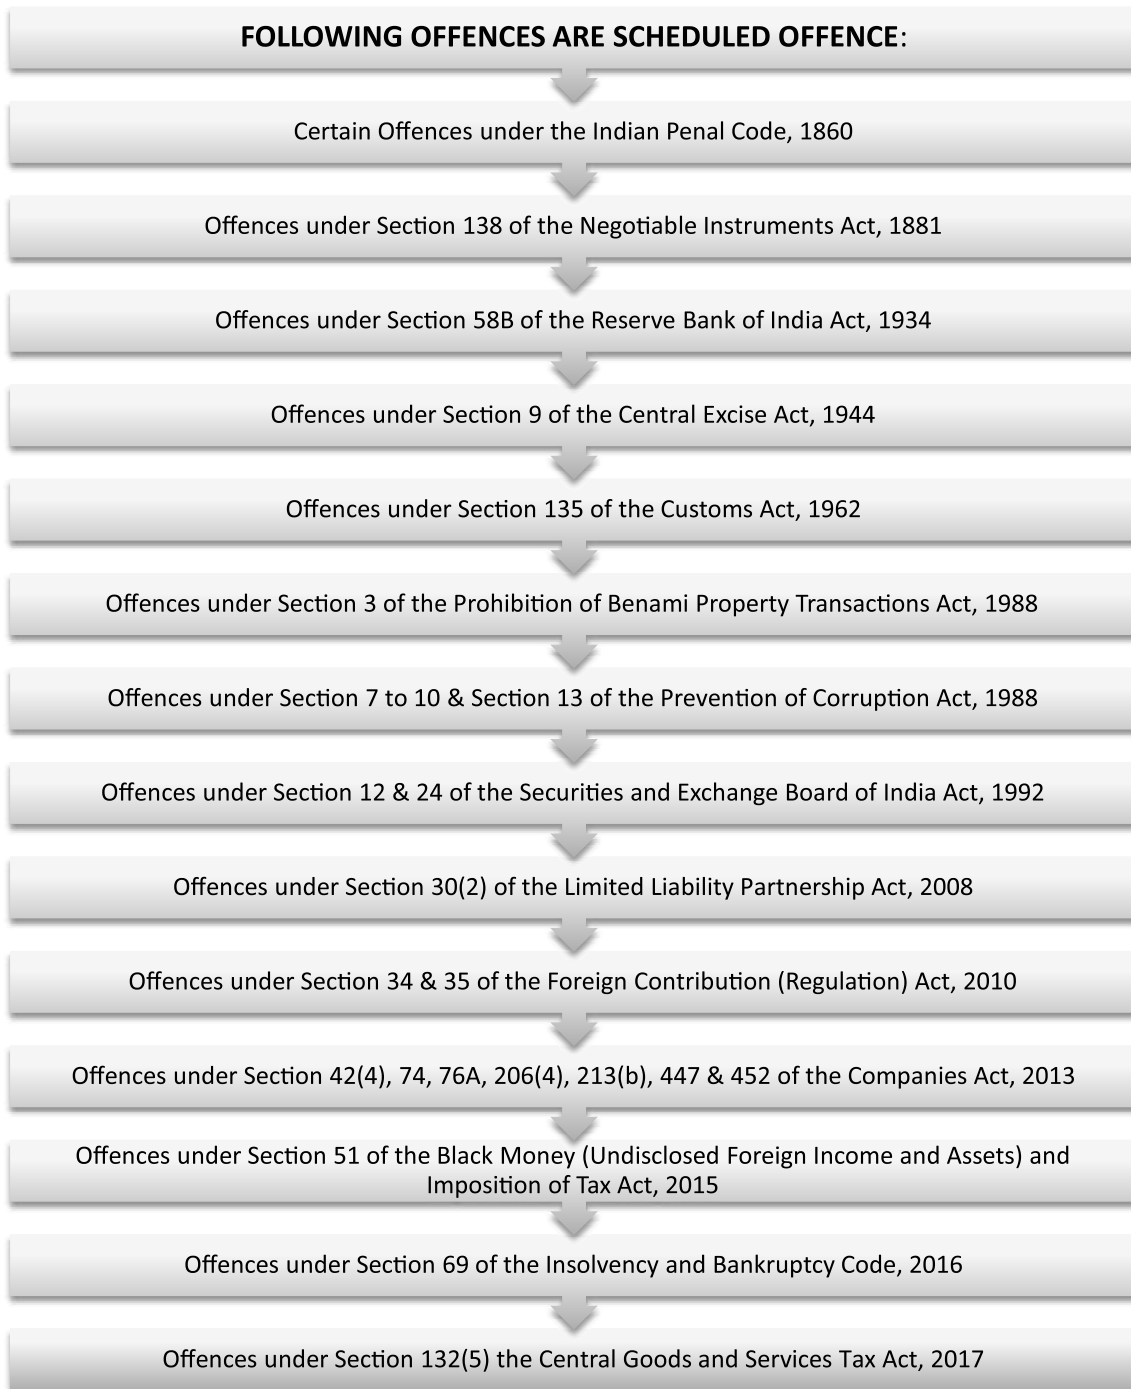 FOLLOWING OFFENCES ARE SCHEDULED OFFENCE:
Certain Offences under the Indian Penal Code, 1860
Offences under Section 138 of the Negotiable Instruments Act, 1881
Offences under Section 58B of the Reserve Bank of India Act, 1934
Offences under Section 9 of the Central Excise Act, 1944
Offences under Section 135 of the Customs Act, 1962
Offences under Section 3 of the Prohibition of Benami Property Transactions Act, 1988
Offences under Section 7 to 10 & Section 13 of the Prevention of Corruption Act, 1988
Offences under Section 12 & 24 of the Securities and Exchange Board of India Act, 1992
Offences under Section 30(2) of the Limited Liability Partnership Act, 2008
Offences under Section 34 & 35 of the Foreign Contribution (Regulation) Act, 2010
Offences under Section 42(4), 74, 76A, 206(4), 213(b), 447 & 452 of the Companies Act, 2013
Offences under Section 51 of the Black Money (Undisclosed Foreign Income and Assets) and
Imposition of Tax Act, 2015
Offences under Section 69 of the Insolvency and Bankruptcy Code, 2016
Offences under Section 132(5) the Central Goods and Services Tax Act, 2017